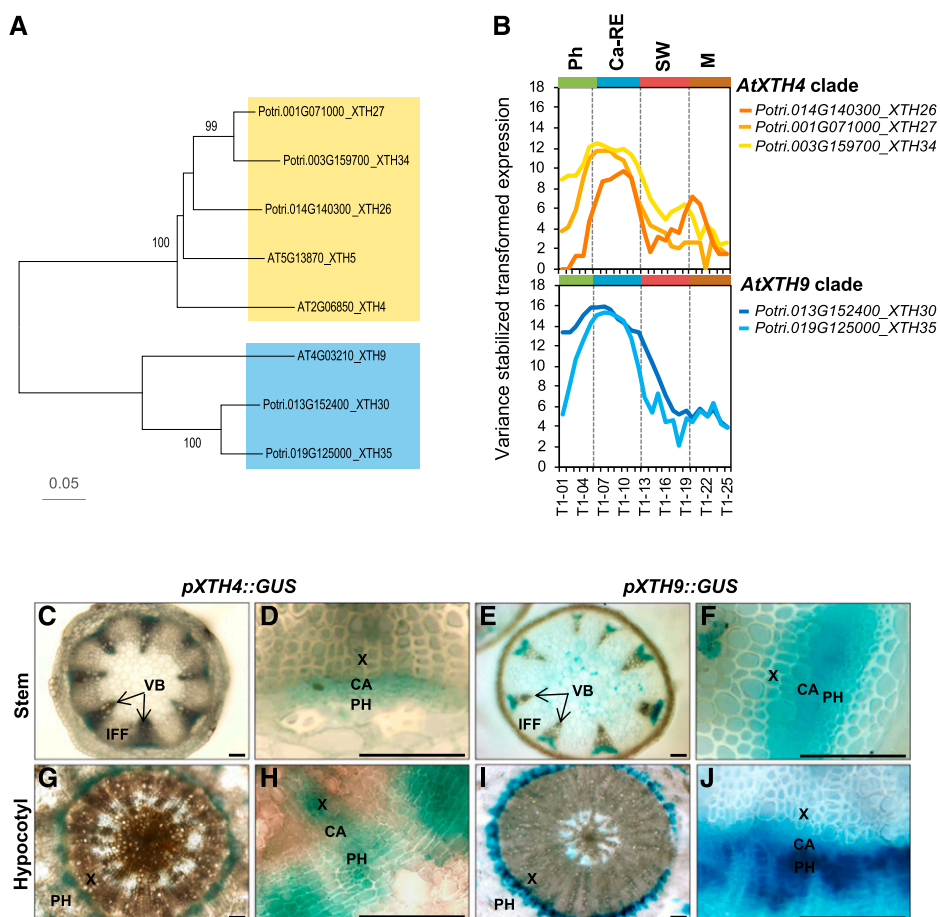 A
Potri.001G071000_XTH27
99
Potri.003G159700_XTH34
Potri.014G140300_XTH26
100
AT5G13870_XTH5
AT2G06850_XTH4
AT4G03210_XTH9
Potri.013G152400_XTH30
100
Potri.019G125000_XTH35
0.05
B
Ph
Ca-RE
SW
M
Variance stabilized transformed expression
18
16
14
12
10
8
6
4
2
0
AtXTH4 clade
Potri.014G140300_XTH26
Potri.001G071000_XTH27
Potri.003G159700_XTH34
18
16
14
12
10
8
6
4
2
0
AtXTH9 clade
Potri.013G152400_XTH30
Potri.019G125000_XTH35
T1-01
T1-04
T1-07
T1-10
T1-13
T1-16
T1-19
T1-22
T1-25
pXTH4::GUS
pXTH9::GUS
Stem
C
VB
IFF
D
X
CA
PH
E
VB
IFF
F
X
CA
PH
Hypocotyl
G
X
PH
H
X
CA
PH
I
X
PH
J
X
CA
PH